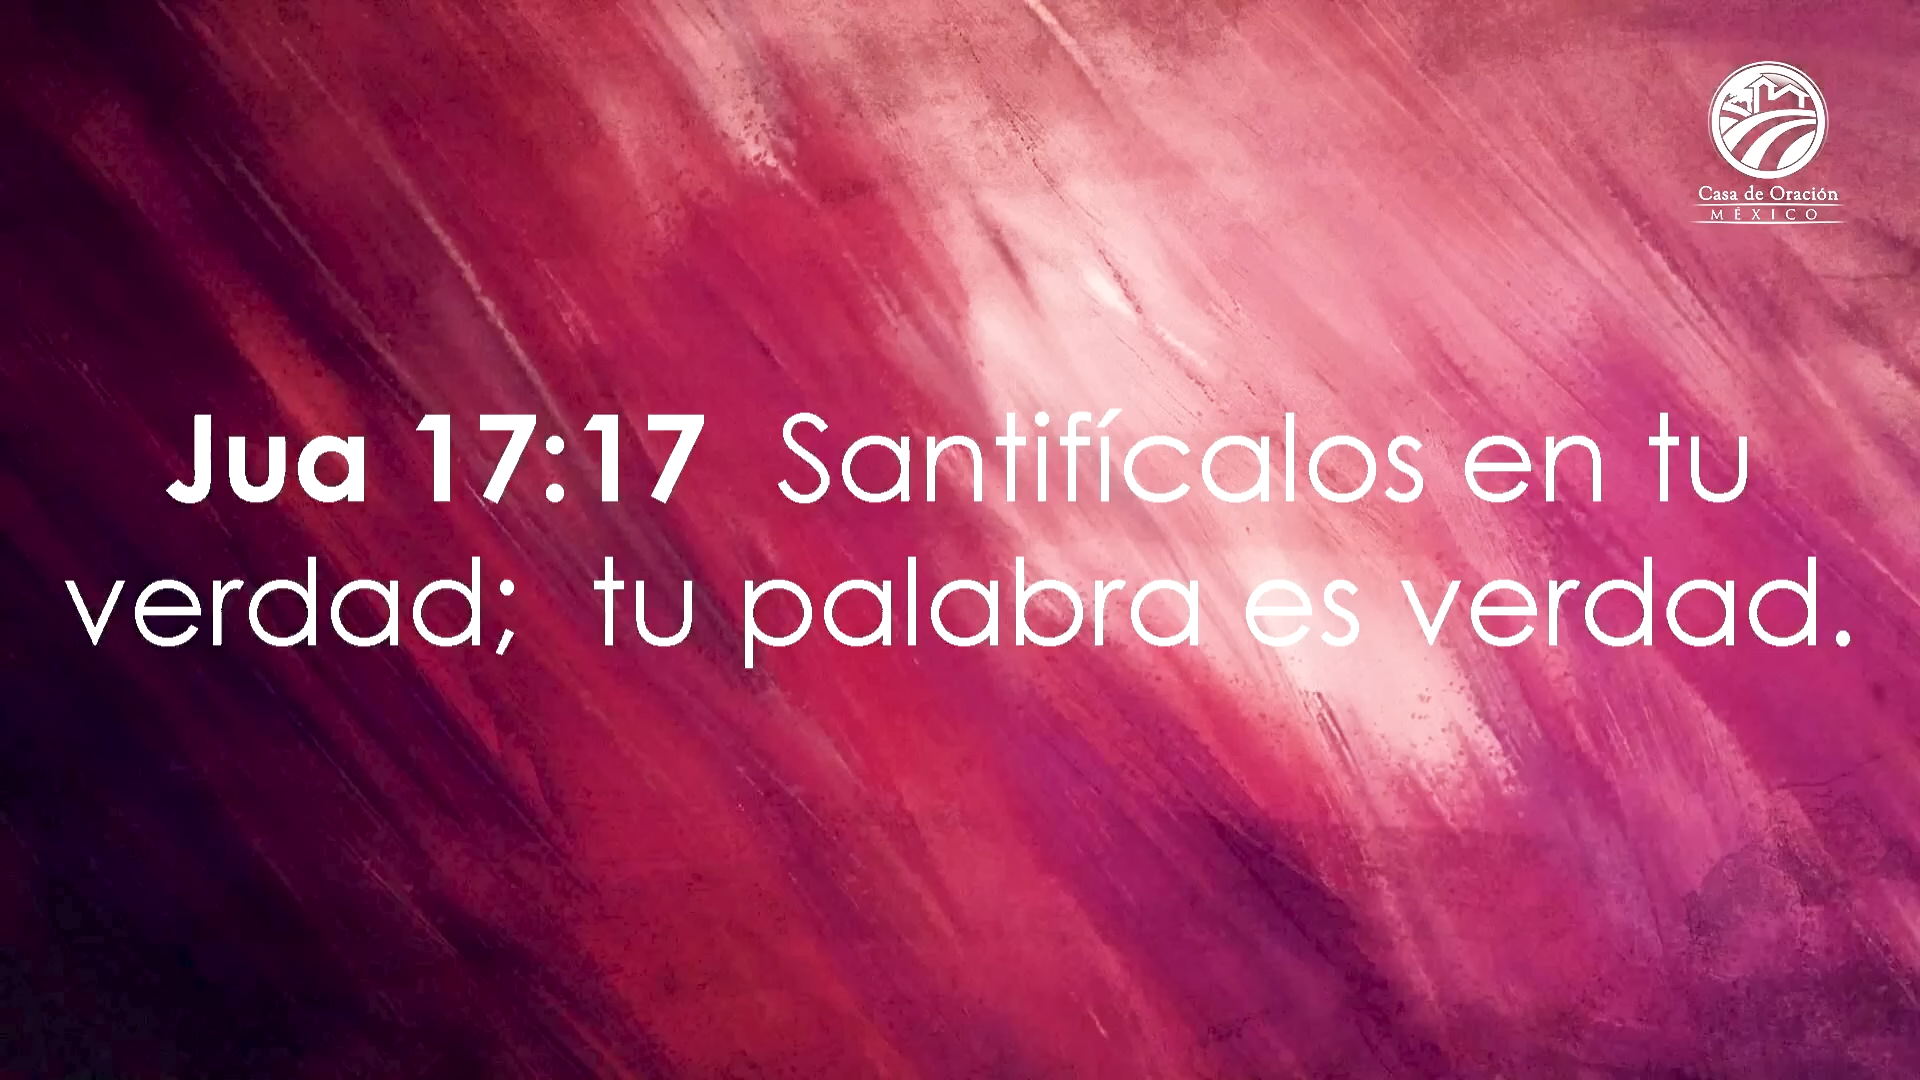 Casa de Oración
MÉXICO
Jua 17:17  Santifícalos en tu
verdad;  tu palabra es verdad.